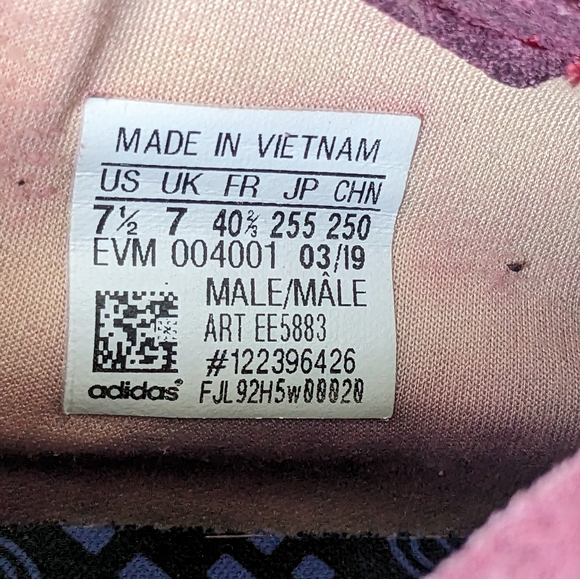 MADE IN VIETNAM
US UK FR JP CHN
7½ 7 40⅔ 255 250
EVM 004001 03/19
MALE/MÂLE
ART EE5883
#122396426
adidas® FJL92H5w00020